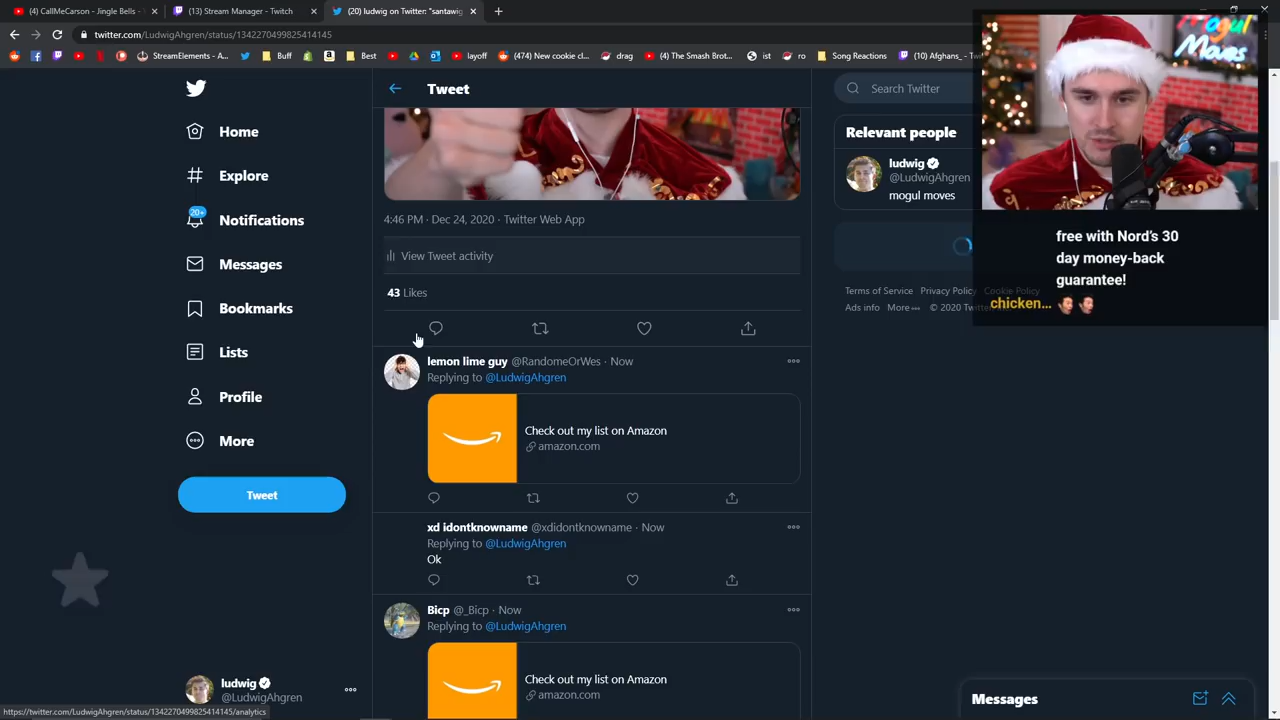 (4) CallMeCarson - Jingle Bells -
(13) Stream Manager - Twitch
(20) ludwig on Twitter: "santawig
twitter.com/LudwigAhgren/status/1342270499825414145
StreamElements - A
Buff
Best
layoff
(474) New cookie cl...
drag
(4) The Smash Brot...
ist
ro
Song Reactions
(10) Afghans_- Tw
Home
Explore
20+
Notifications
Messages
Bookmarks
Lists
Profile
More
Tweet
ludwig
@LudwigAhgren
https://twitter.com/LudwigAhgren/status/1342270499825414145/analytics
Tweet
4:46 PM · Dec 24, 2020 · Twitter Web App
View Tweet activity
43 Likes
lemon lime guy @RandomeOrWes · Now
Replying to @LudwigAhgren
Check out my list on Amazon
amazon.com
xd idontknowname @xdidontknowname · Now
Replying to @LudwigAhgren
Ok
Bicp @_Bicp · Now
Replying to @LudwigAhgren
Check out my list on Amazon
amazon.com
Search Twitter
Relevant people
ludwig
@LudwigAhgren
mogul moves
Terms of Service Privacy Policy Cookie Policy
Ads info More
© 2020
Mogul
Moves
free with Nord's 30
day money-back
guarantee!
chicken...
Messages